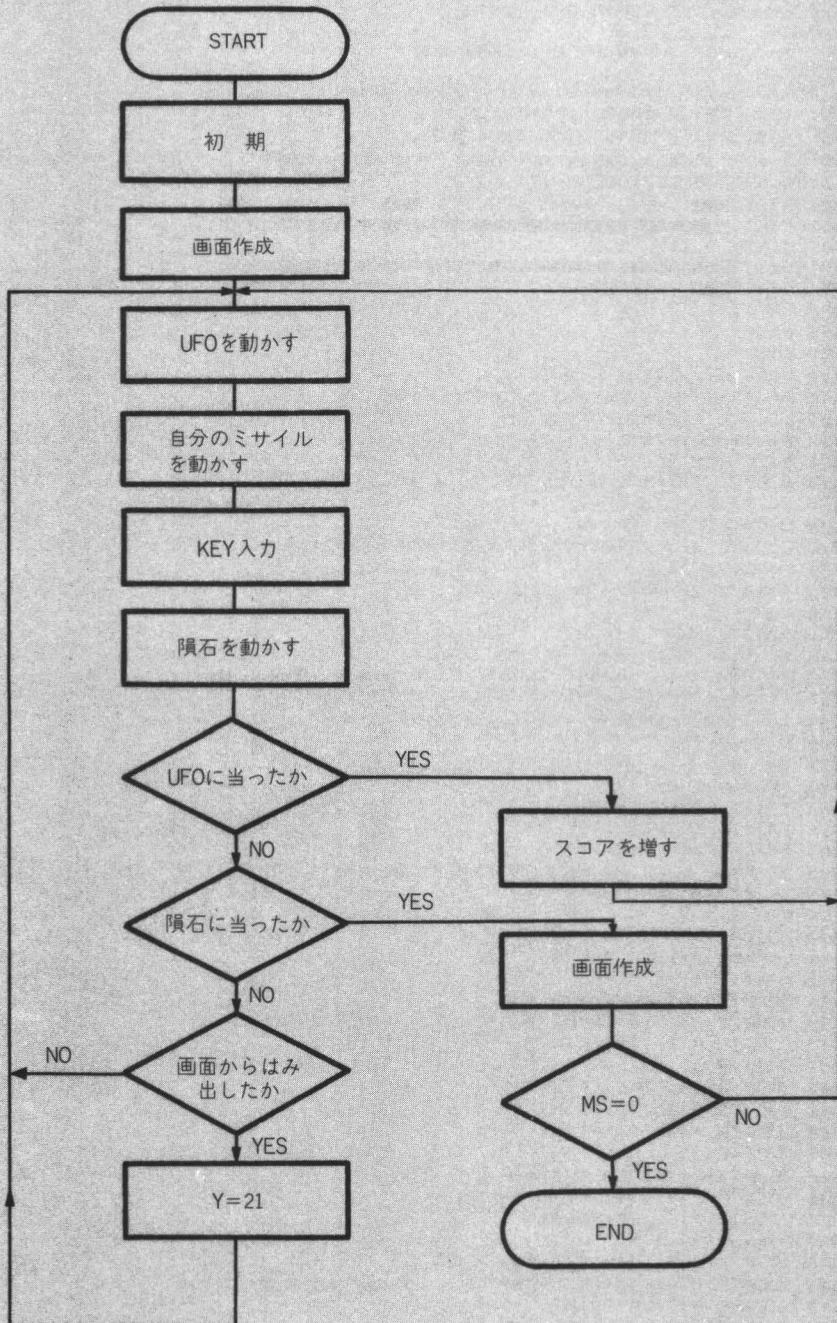 START
初 期
画面作成
UFOを動かす
自分のミサイル
を動かす
KEY入力
隕石を動かす
UFOに当ったか
YES
スコアを増す
NO
隕石に当ったか
YES
画面作成
NO
画面からはみ
出したか
NO
YES
MS=0
NO
YES
Y=21
END